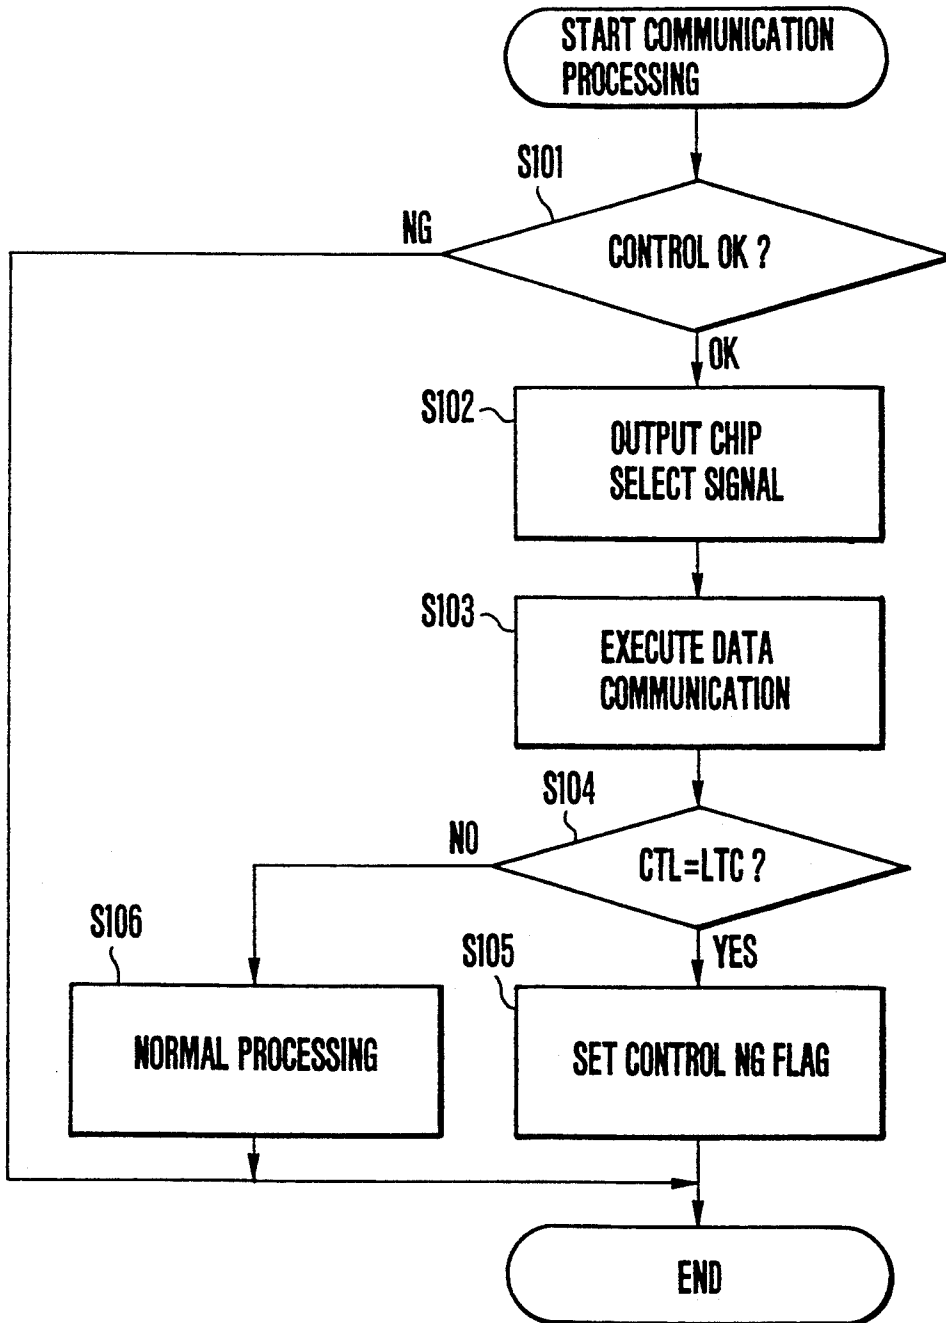 START COMMUNICATION
PROCESSING
S101
NG
CONTROL OK ?
OK
S102
OUTPUT CHIP
SELECT SIGNAL
S103
EXECUTE DATA
COMMUNICATION
S104
NO
CTL=LTC ?
YES
S106
S105
NORMAL PROCESSING
SET CONTROL NG FLAG
END